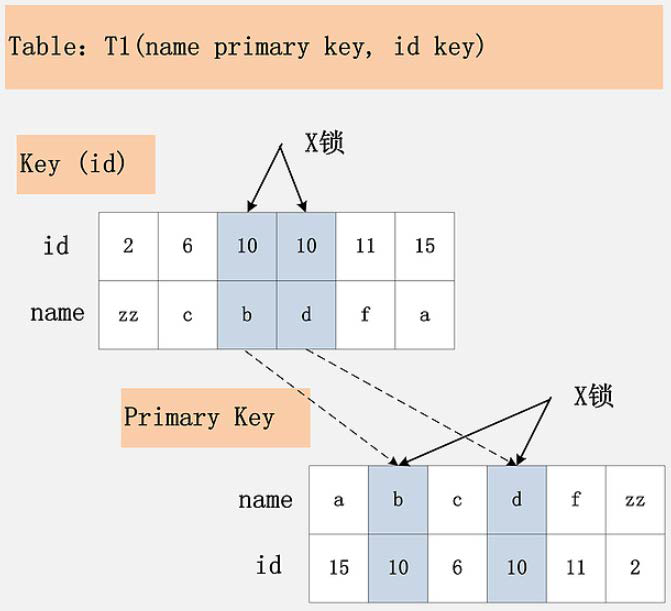 Table: T1(name primary key, id key)
X锁
Key (id)
id 2 6 10 10 11 15
name zz c b d f a
X锁
Primary Key
name a b c d f zz
id 15 10 6 10 11 2